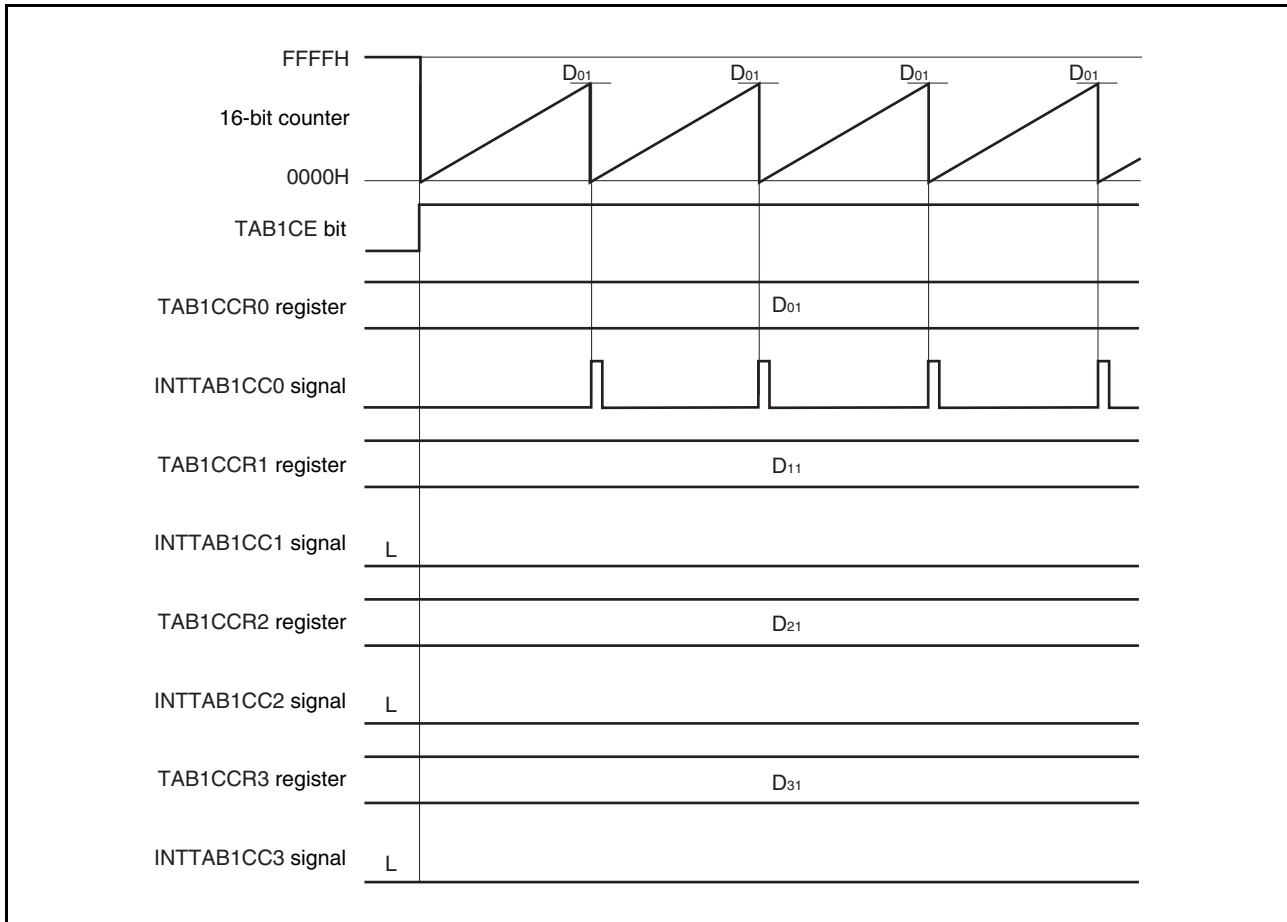 FFFFH
D01 D01 D01 D01
16-bit counter
0000H
TAB1CE bit
TAB1CCR0 register D01
INTTAB1CC0 signal
TAB1CCR1 register D11
INTTAB1CC1 signal L
TAB1CCR2 register D21
INTTAB1CC2 signal L
TAB1CCR3 register D31
INTTAB1CC3 signal L